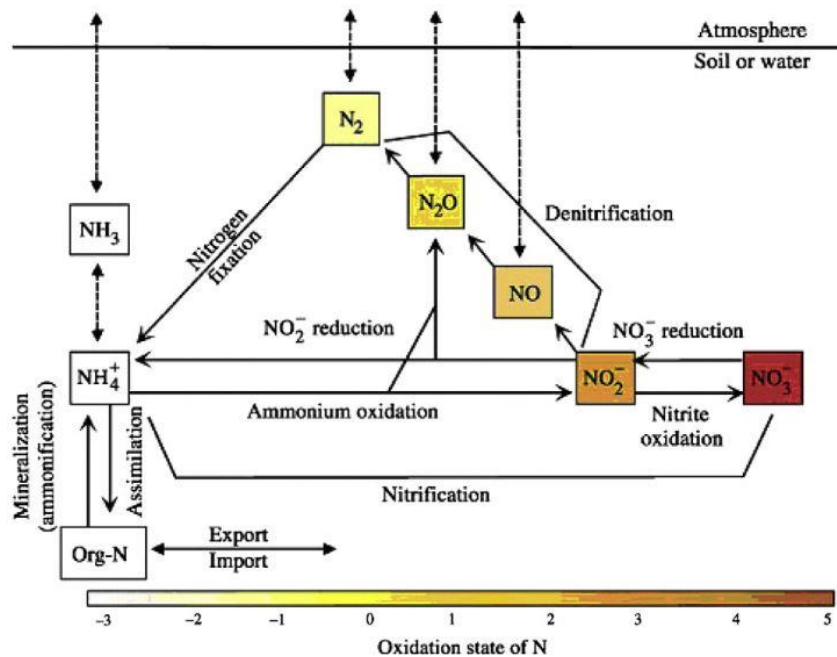 Atmosphere
Soil or water
N₂
N₂O
Denitrification
NH₃
Nitrogen
fixation
NO
NO₂⁻ reduction
NO₃⁻ reduction
NH₄⁺
NO₂⁻
NO₃⁻
Ammonium oxidation
Nitrite
oxidation
Mineralization
(ammonification)
Assimilation
Nitrification
Org-N
Export
Import
−3 −2 −1 0 1 2 3 4 5
Oxidation state of N